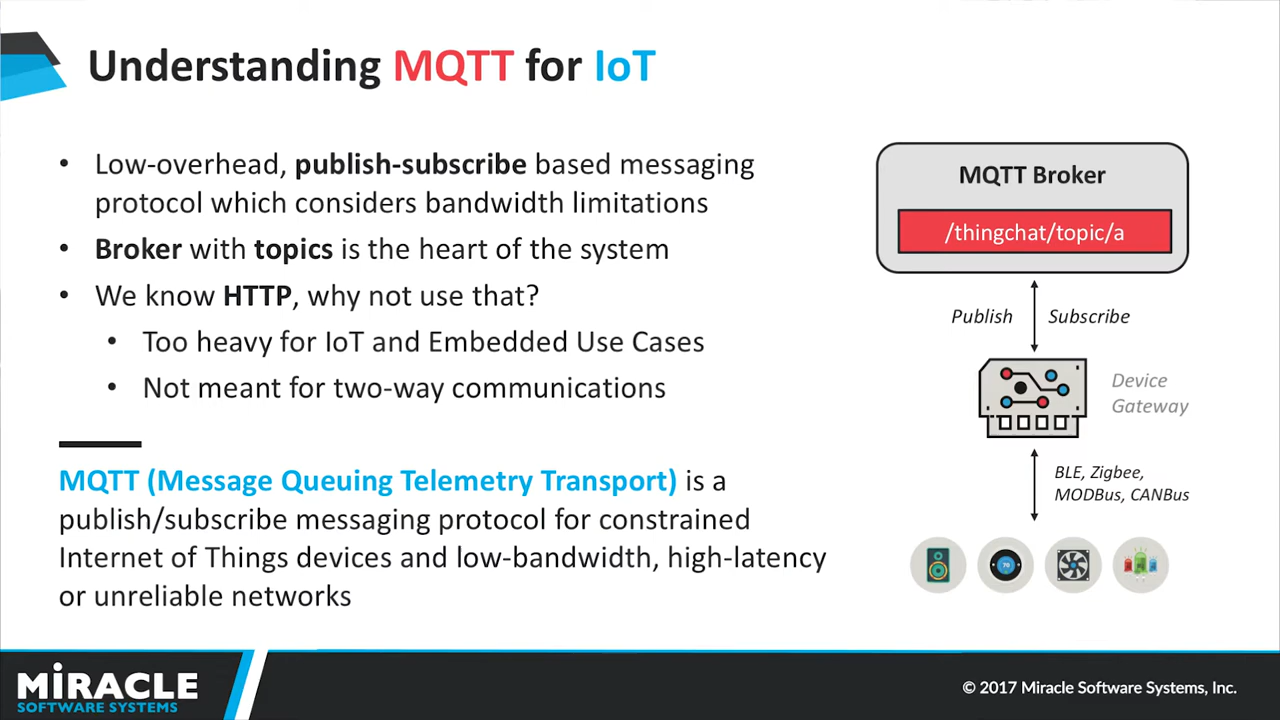 Understanding MQTT for IoT
• Low-overhead, publish-subscribe based messaging
protocol which considers bandwidth limitations
• Broker with topics is the heart of the system
• We know HTTP, why not use that?
• Too heavy for IoT and Embedded Use Cases
• Not meant for two-way communications
MQTT (Message Queuing Telemetry Transport) is a
publish/subscribe messaging protocol for constrained
Internet of Things devices and low-bandwidth, high-latency
or unreliable networks
MQTT Broker
/thingchat/topic/a
Publish Subscribe
Device
Gateway
BLE, Zigbee,
MODBus, CANBus
70
MiRACLE
SOFTWARE SYSTEMS
© 2017 Miracle Software Systems, Inc.